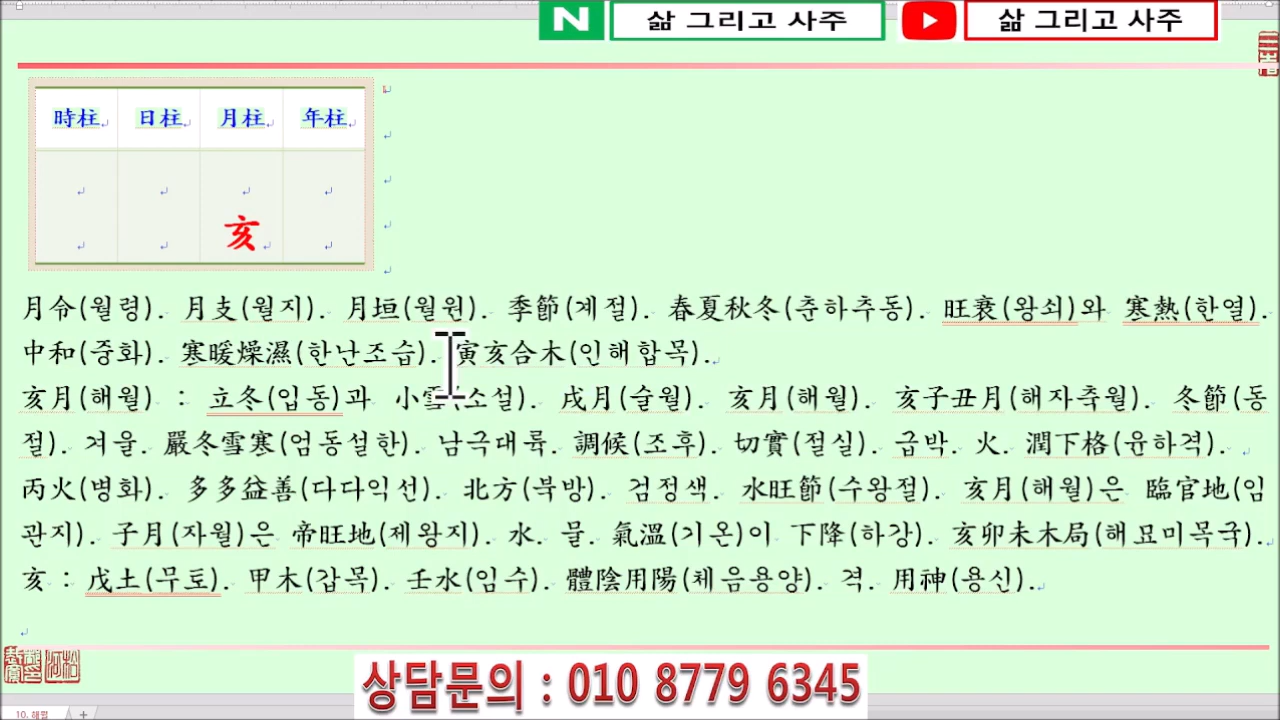 N 삶 그리고 사주 삶 그리고 사주
時柱 日柱 月柱 年柱
亥
月令(월령). 月支(월지). 月垣(월원). 季節(계절). 春夏秋冬(춘하추동). 旺衰(왕쇠)와 寒熱(한열).
中和(중화). 寒暖燥濕(한난조습). 寅亥合木(인해합목).
亥月(해월) : 立冬(입동)과 小雪(소설). 戌月(술월). 亥月(해월). 亥子丑月(해자축월). 冬節(동
절). 겨울. 嚴冬雪寒(엄동설한). 남극대륙. 調候(조후). 切實(절실). 급박. 火. 潤下格(윤하격).
丙火(병화). 多多益善(다다익선). 北方(북방). 검정색. 水旺節(수왕절). 亥月(해월)은 臨官地(임
관지). 子月(자월)은 帝旺地(제왕지). 水. 물. 氣溫(기온)이 下降(하강). 亥卯未木局(해묘미목국).
亥 : 戊土(무토). 甲木(갑목). 壬水(임수). 體陰用陽(체음용양). 격. 用神(용신).
상담문의 : 010 8779 6345
10. 해월 +